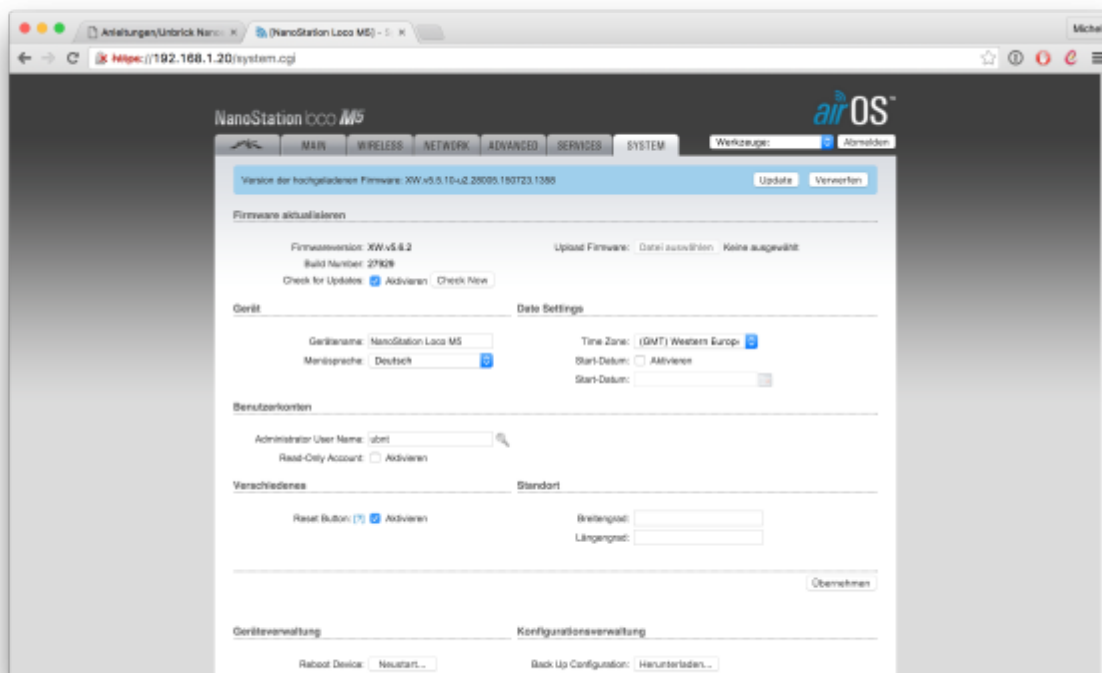 Anleitungen/Unbrick Nano
[NanoStation Loco M5] - S
Michel
https://192.168.1.20/system.cgi
NanoStation loco M5
airOS™
MAIN WIRELESS NETWORK ADVANCED SERVICES SYSTEM
Werkzeuge: Abmelden
Version der hochgeladenen Firmware: XW.v5.5.10-u2.28005.150723.1358 Update Verwerfen
Firmware aktualisieren
Firmwareversion: XW.v5.6.2 Upload Firmware: Datei auswählen Keine ausgewählt
Build Number: 27929
Check for Updates: Aktivieren Check Now
Gerät Date Settings
Gerätename: NanoStation Loco M5 Time Zone: (GMT) Western Europ
Menüsprache: Deutsch Start-Datum: Aktivieren
Start-Datum:
Benutzerkonten
Administrator User Name: ubnt
Read-Only Account: Aktivieren
Verschiedenes Standort
Reset Button: [?] Aktivieren Breitengrad:
Längengrad:
Übernehmen
Geräteverwaltung Konfigurationsverwaltung
Reboot Device: Neustart... Back Up Configuration: Herunterladen...